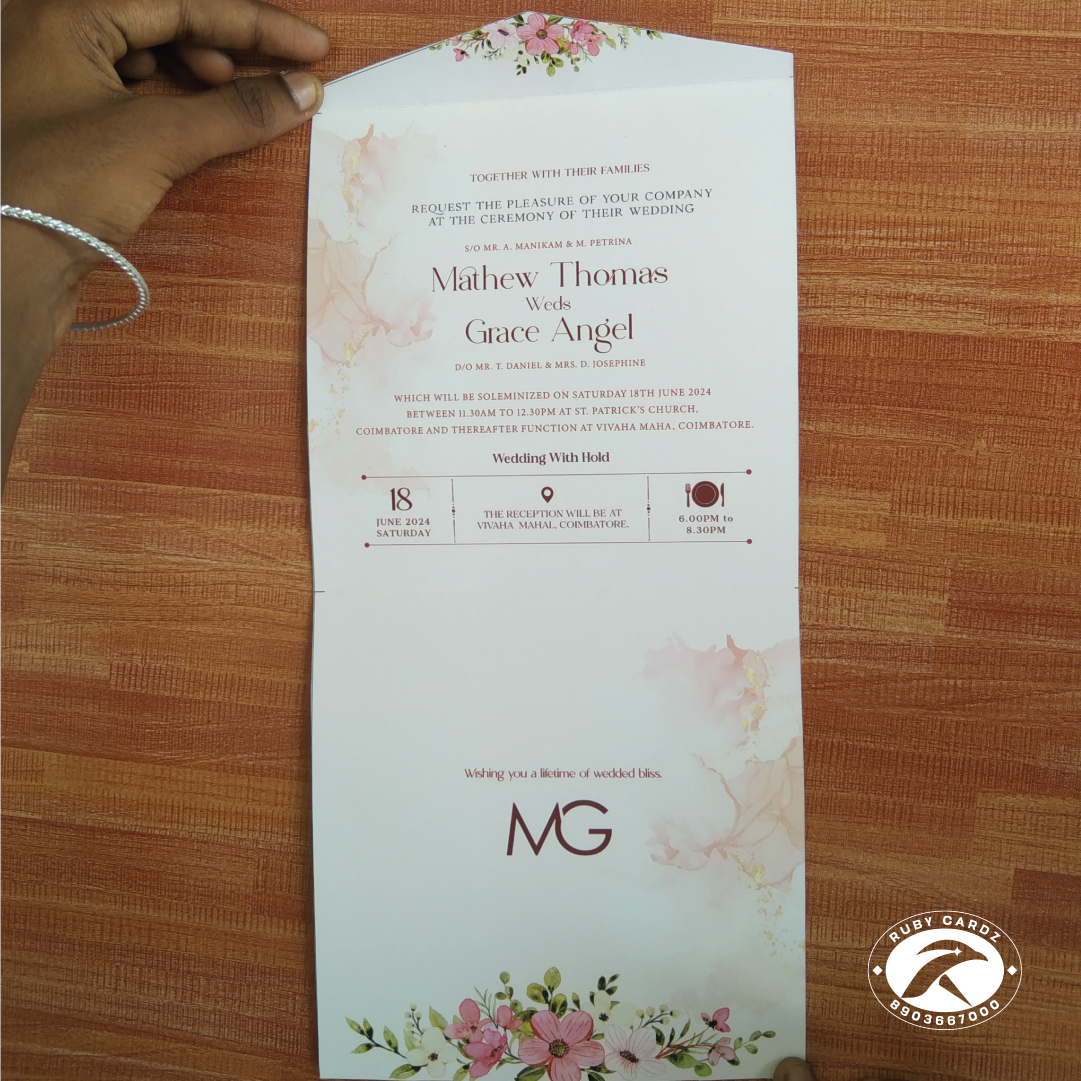 TOGETHER WITH THEIR FAMILIES
REQUEST THE PLEASURE OF YOUR COMPANY
AT THE CEREMONY OF THEIR WEDDING
S/O MR. A. MANIKAM & M. PETRINA
Mathew Thomas
Weds
Grace Angel
D/O MR. T. DANIEL & MRS. D. JOSEPHINE
WHICH WILL BE SOLEMINIZED ON SATURDAY 18TH JUNE 2024
BETWEEN 11.30AM TO 12.30PM AT ST. PATRICK'S CHURCH,
COIMBATORE AND THEREAFTER FUNCTION AT VIVAHA MAHA, COIMBATORE.
Wedding With Hold
18
JUNE 2024
SATURDAY
THE RECEPTION WILL BE AT
VIVAHA MAHAL, COIMBATORE.
6.00PM to
8.30PM
Wishing you a lifetime of wedded bliss.
MG
RUBY CARDZ
8903667000